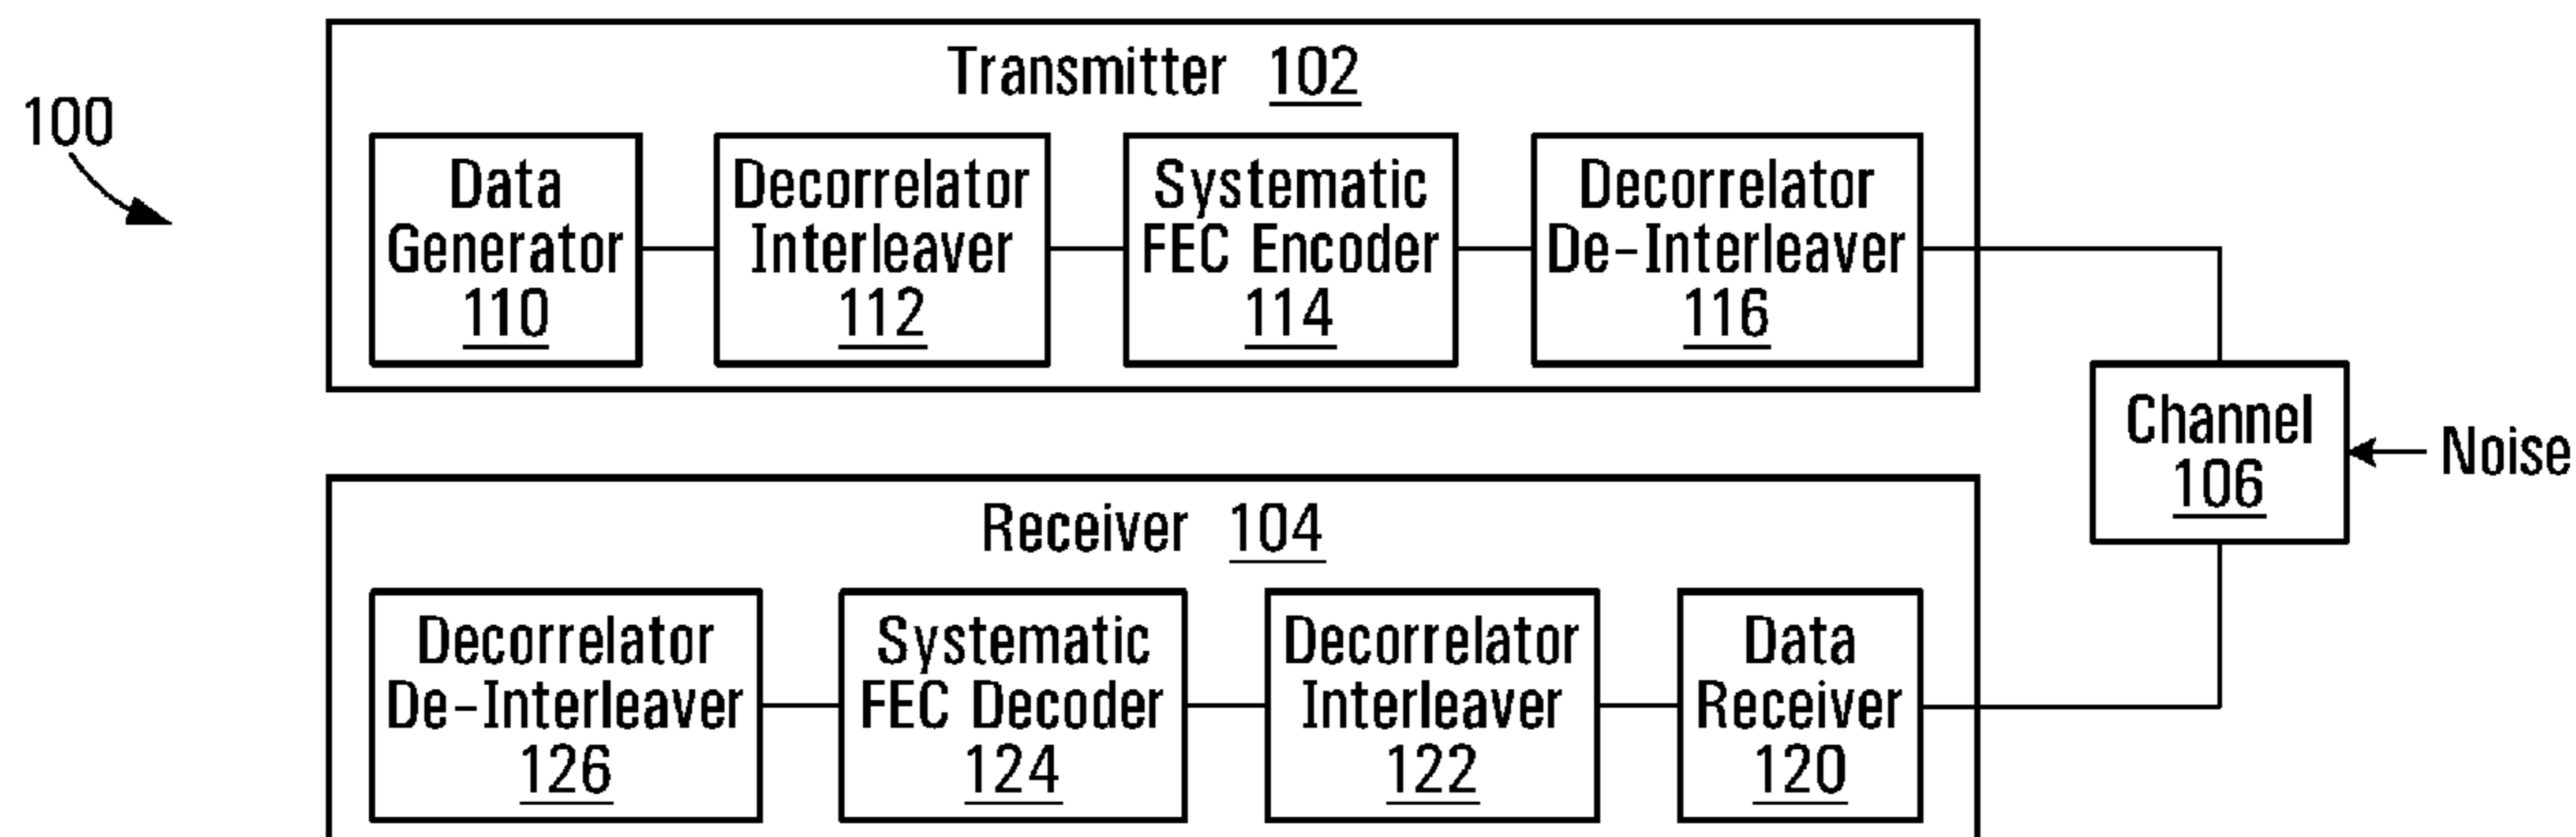 100
Transmitter 102
Data
Generator
110
Decorrelator
Interleaver
112
Systematic
FEC Encoder
114
Decorrelator
De-Interleaver
116
Channel
106
Noise
Receiver 104
Decorrelator
De-Interleaver
126
Systematic
FEC Decoder
124
Decorrelator
Interleaver
122
Data
Receiver
120